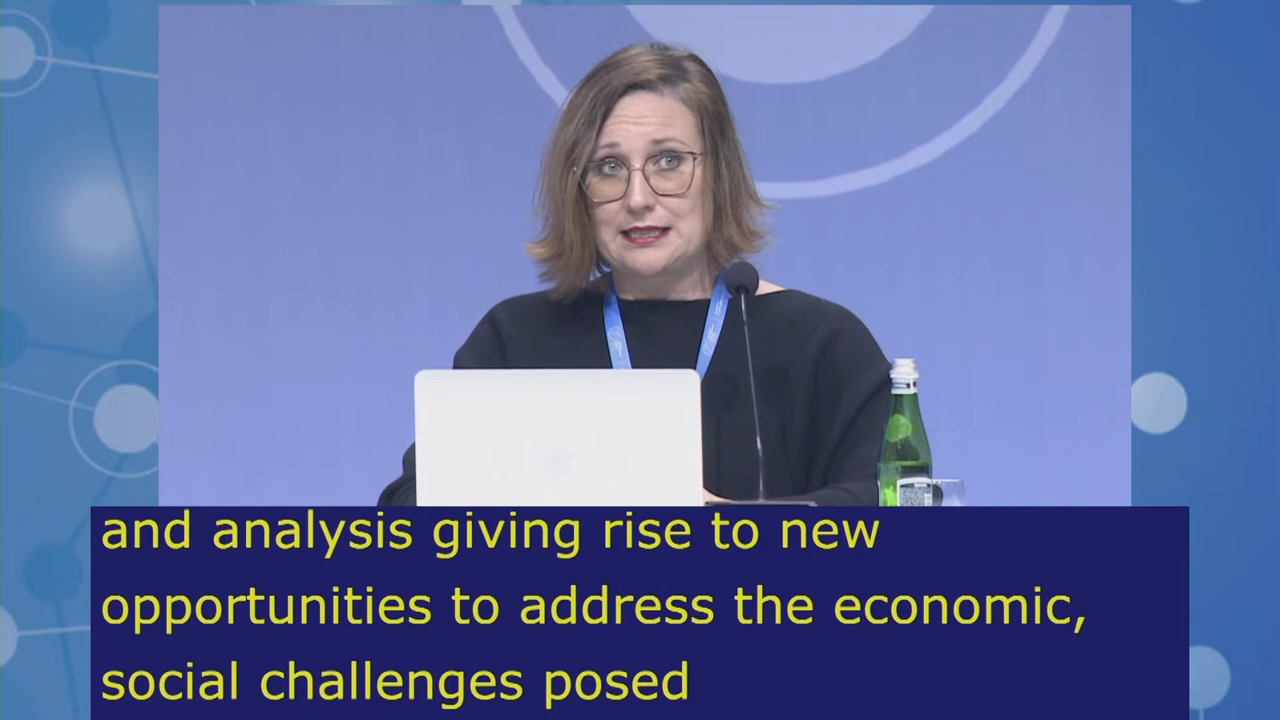 and analysis giving rise to new
opportunities to address the economic,
social challenges posed